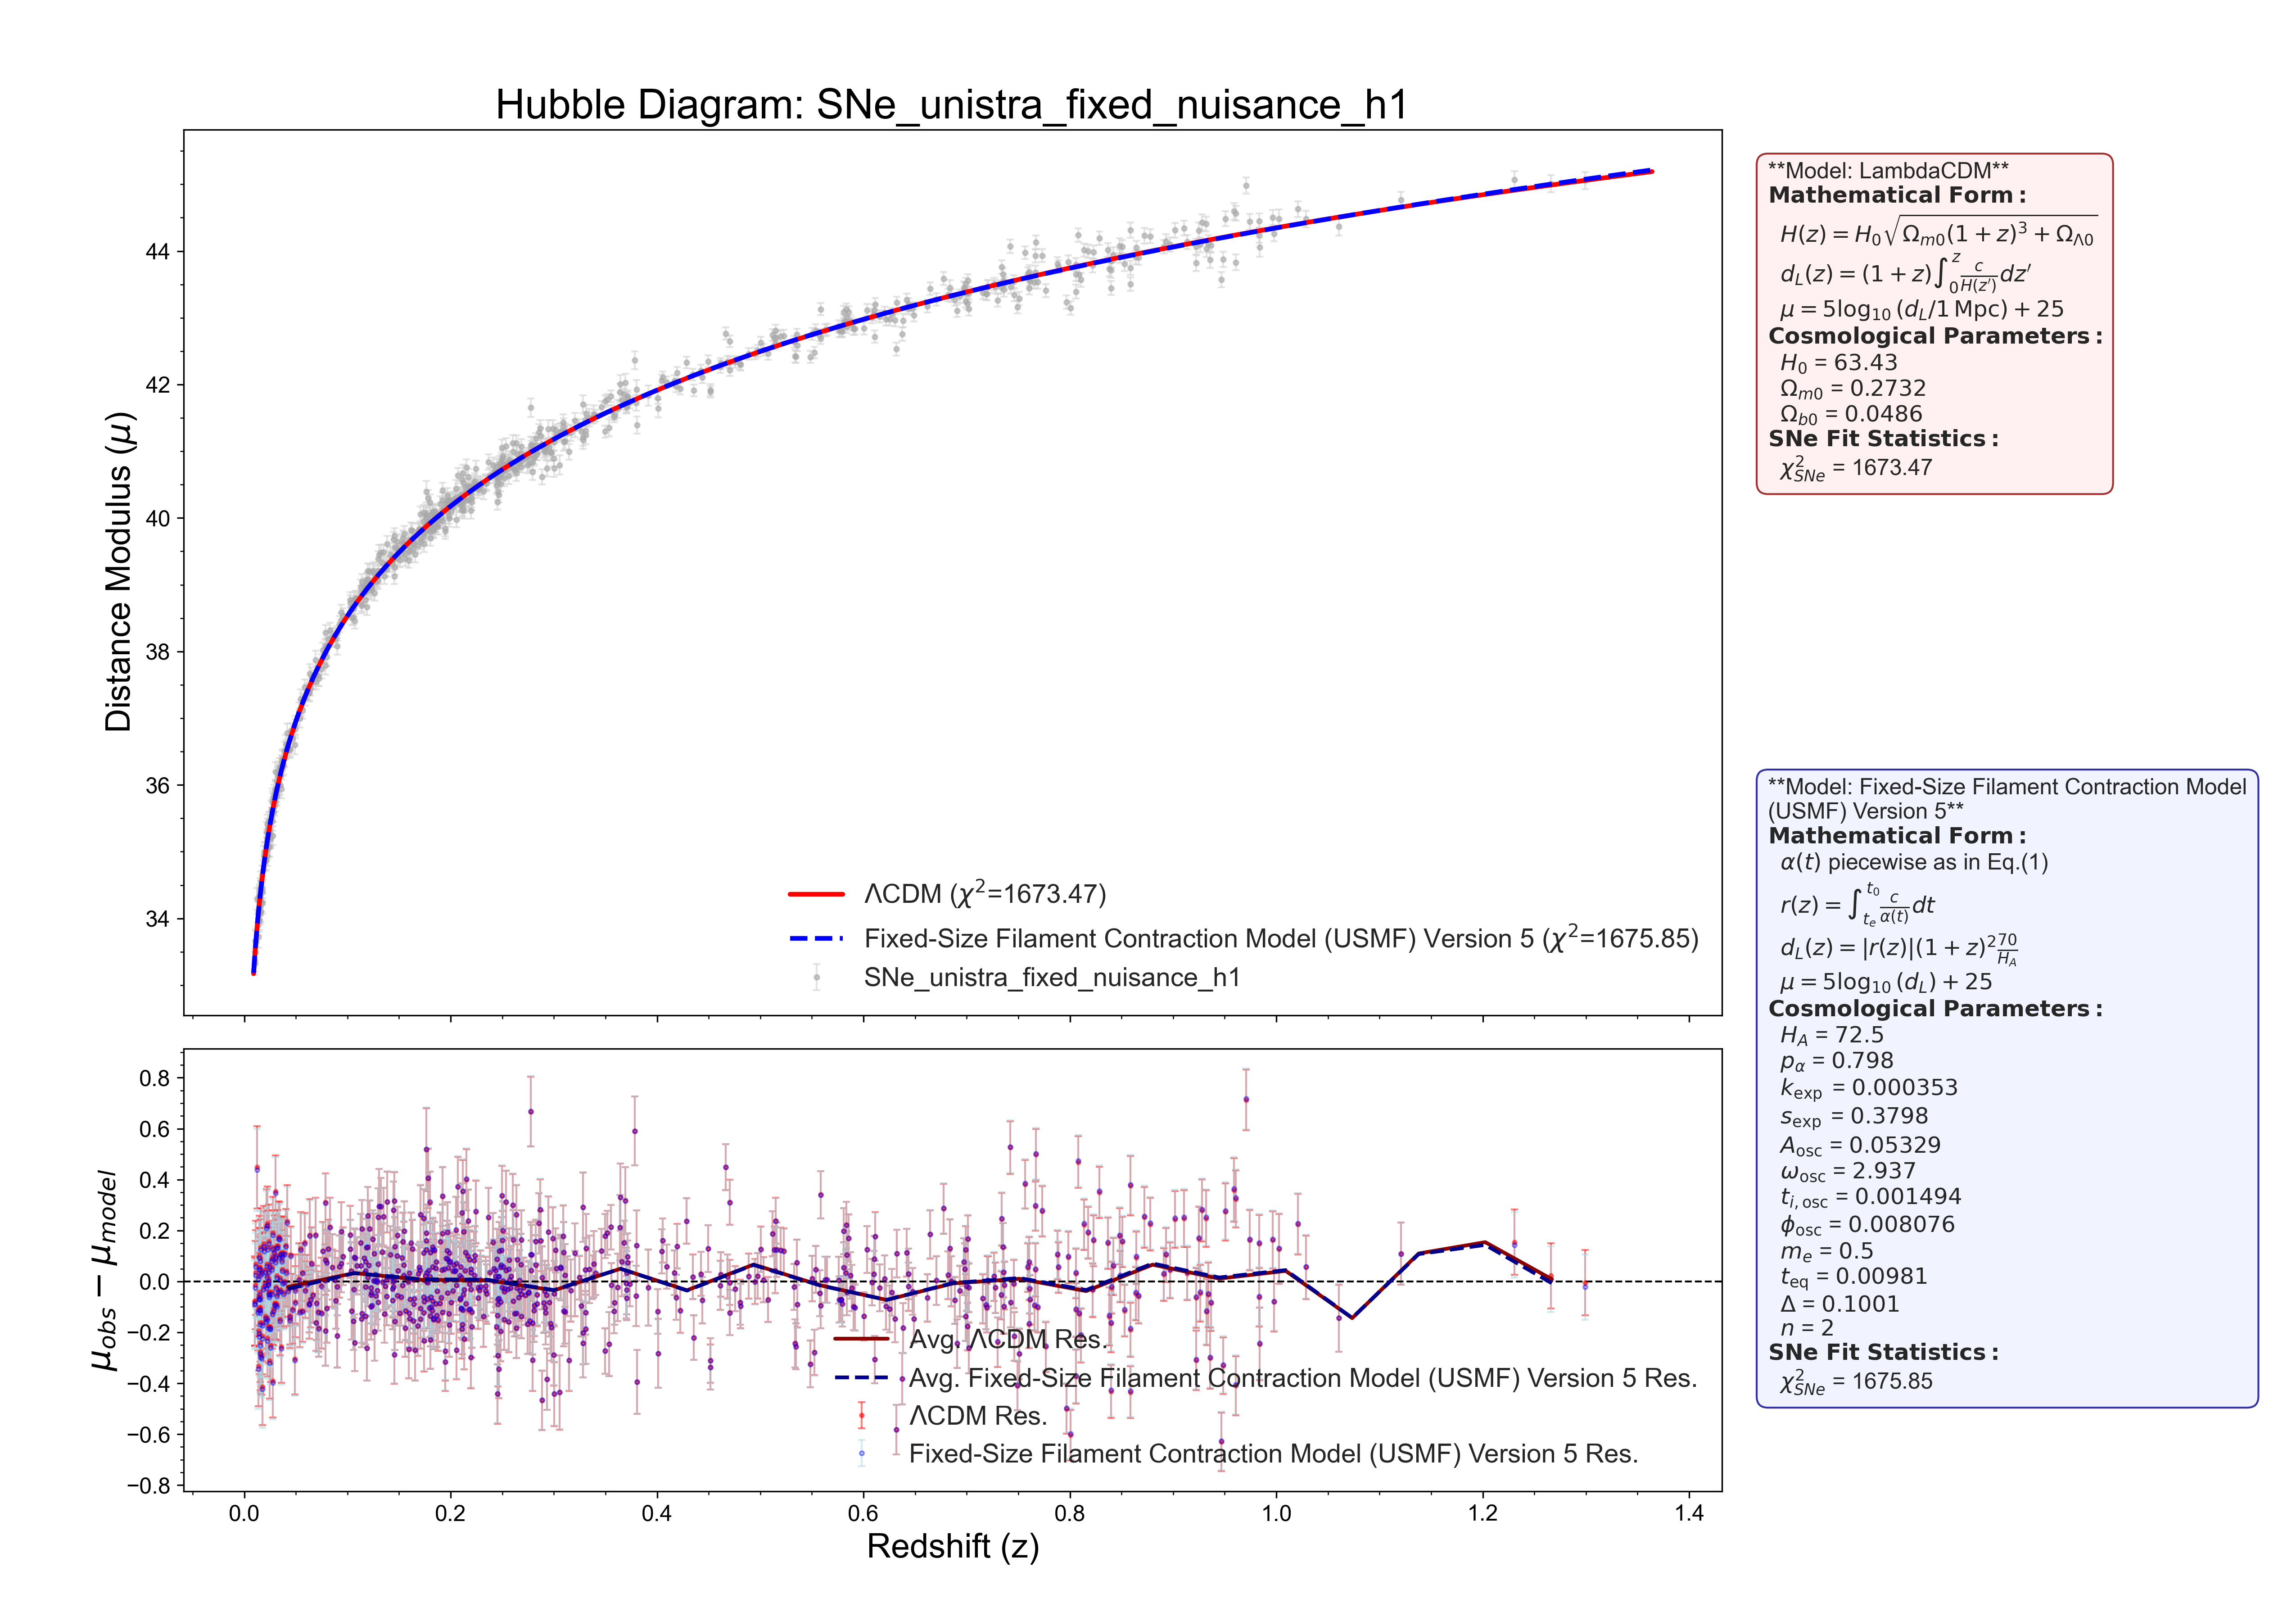 Hubble Diagram: SNe_unistra_fixed_nuisance_h1
Distance Modulus (μ)
44
42
40
38
36
34
ΛCDM (χ²=1673.47)
Fixed-Size Filament Contraction Model (USMF) Version 5 (χ²=1675.85)
SNe_unistra_fixed_nuisance_h1
μ_obs − μ_model
0.8
0.6
0.4
0.2
0.0
−0.2
−0.4
−0.6
−0.8
Avg. ΛCDM Res.
Avg. Fixed-Size Filament Contraction Model (USMF) Version 5 Res.
ΛCDM Res.
Fixed-Size Filament Contraction Model (USMF) Version 5 Res.
0.0 0.2 0.4 0.6 0.8 1.0 1.2 1.4
Redshift (z)
**Model: LambdaCDM**
Mathematical Form:
H(z) = H₀√(Ω_m0(1 + z)³ + Ω_Λ0)
d_L(z) = (1 + z)∫₀^z c/H(z′) dz′
μ = 5log₁₀(d_L/1 Mpc) + 25
Cosmological Parameters:
H₀ = 63.43
Ω_m0 = 0.2732
Ω_b0 = 0.0486
SNe Fit Statistics:
χ²_SNe = 1673.47
**Model: Fixed-Size Filament Contraction Model
(USMF) Version 5**
Mathematical Form:
α(t) piecewise as in Eq.(1)
r(z) = ∫_{t_e}^{t_0} c/α(t) dt
d_L(z) = |r(z)|(1 + z)² 70/H_A
μ = 5log₁₀(d_L) + 25
Cosmological Parameters:
H_A = 72.5
p_α = 0.798
k_exp = 0.000353
s_exp = 0.3798
A_osc = 0.05329
ω_osc = 2.937
t_i,osc = 0.001494
ϕ_osc = 0.008076
m_e = 0.5
t_eq = 0.00981
Δ = 0.1001
n = 2
SNe Fit Statistics:
χ²_SNe = 1675.85